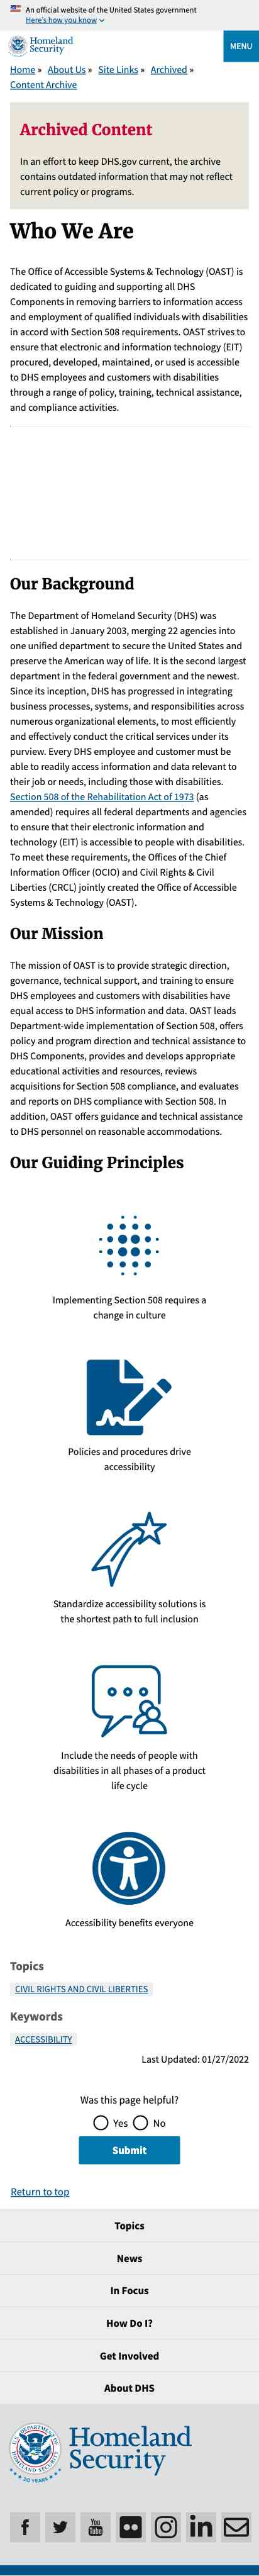 An official website of the United States government
Here's how you know
Homeland
Security
MENU
Home » About Us » Site Links » Archived »
Content Archive
Archived Content
In an effort to keep DHS.gov current, the archive
contains outdated information that may not reflect
current policy or programs.
Who We Are
The Office of Accessible Systems & Technology (OAST) is
dedicated to guiding and supporting all DHS
Components in removing barriers to information access
and employment of qualified individuals with disabilities
in accord with Section 508 requirements. OAST strives to
ensure that electronic and information technology (EIT)
procured, developed, maintained, or used is accessible
to DHS employees and customers with disabilities
through a range of policy, training, technical assistance,
and compliance activities.
Our Background
The Department of Homeland Security (DHS) was
established in January 2003, merging 22 agencies into
one unified department to secure the United States and
preserve the American way of life. It is the second largest
department in the federal government and the newest.
Since its inception, DHS has progressed in integrating
business processes, systems, and responsibilities across
numerous organizational elements, to most efficiently
and effectively conduct the critical services under its
purview. Every DHS employee and customer must be
able to readily access information and data relevant to
their job or needs, including those with disabilities.
Section 508 of the Rehabilitation Act of 1973 (as
amended) requires all federal departments and agencies
to ensure that their electronic information and
technology (EIT) is accessible to people with disabilities.
To meet these requirements, the Offices of the Chief
Information Officer (OCIO) and Civil Rights & Civil
Liberties (CRCL) jointly created the Office of Accessible
Systems & Technology (OAST).
Our Mission
The mission of OAST is to provide strategic direction,
governance, technical support, and training to ensure
DHS employees and customers with disabilities have
equal access to DHS information and data. OAST leads
Department-wide implementation of Section 508, offers
policy and program direction and technical assistance to
DHS Components, provides and develops appropriate
educational activities and resources, reviews
acquisitions for Section 508 compliance, and evaluates
and reports on DHS compliance with Section 508. In
addition, OAST offers guidance and technical assistance
to DHS personnel on reasonable accommodations.
Our Guiding Principles
Implementing Section 508 requires a
change in culture
Policies and procedures drive
accessibility
Standardize accessibility solutions is
the shortest path to full inclusion
Include the needs of people with
disabilities in all phases of a product
life cycle
Accessibility benefits everyone
Topics
CIVIL RIGHTS AND CIVIL LIBERTIES
Keywords
ACCESSIBILITY
Last Updated: 01/27/2022
Was this page helpful?
Yes No
Submit
Return to top
Topics
News
In Focus
How Do I?
Get Involved
About DHS
Homeland
Security
20 YEARS
You
Tube